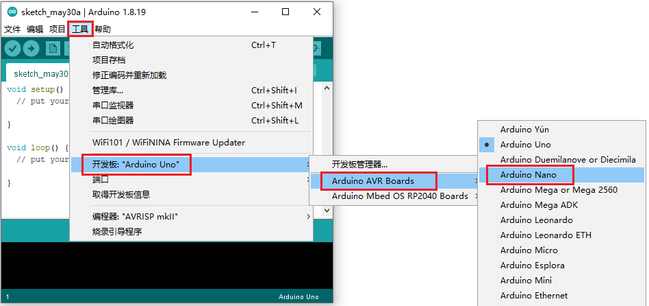 sketch_may30a | Arduino 1.8.19
文件 编辑 项目 工具 帮助
sketch_may30
void setup()
// put your
}
void loop() {
// put your
}
自动格式化 Ctrl+T
项目存档
修正编码并重新加载
管理库... Ctrl+Shift+I
串口监视器 Ctrl+Shift+M
串口绘图器 Ctrl+Shift+L
WiFi101 / WiFiNINA Firmware Updater
开发板: "Arduino Uno"
端口
取得开发板信息
编程器: "AVRISP mkII"
烧录引导程序
开发板管理器...
Arduino AVR Boards
Arduino Mbed OS RP2040 Boards
Arduino Yún
Arduino Uno
Arduino Duemilanove or Diecimila
Arduino Nano
Arduino Mega or Mega 2560
Arduino Mega ADK
Arduino Leonardo
Arduino Leonardo ETH
Arduino Micro
Arduino Esplora
Arduino Mini
Arduino Ethernet
1 Arduino Uno